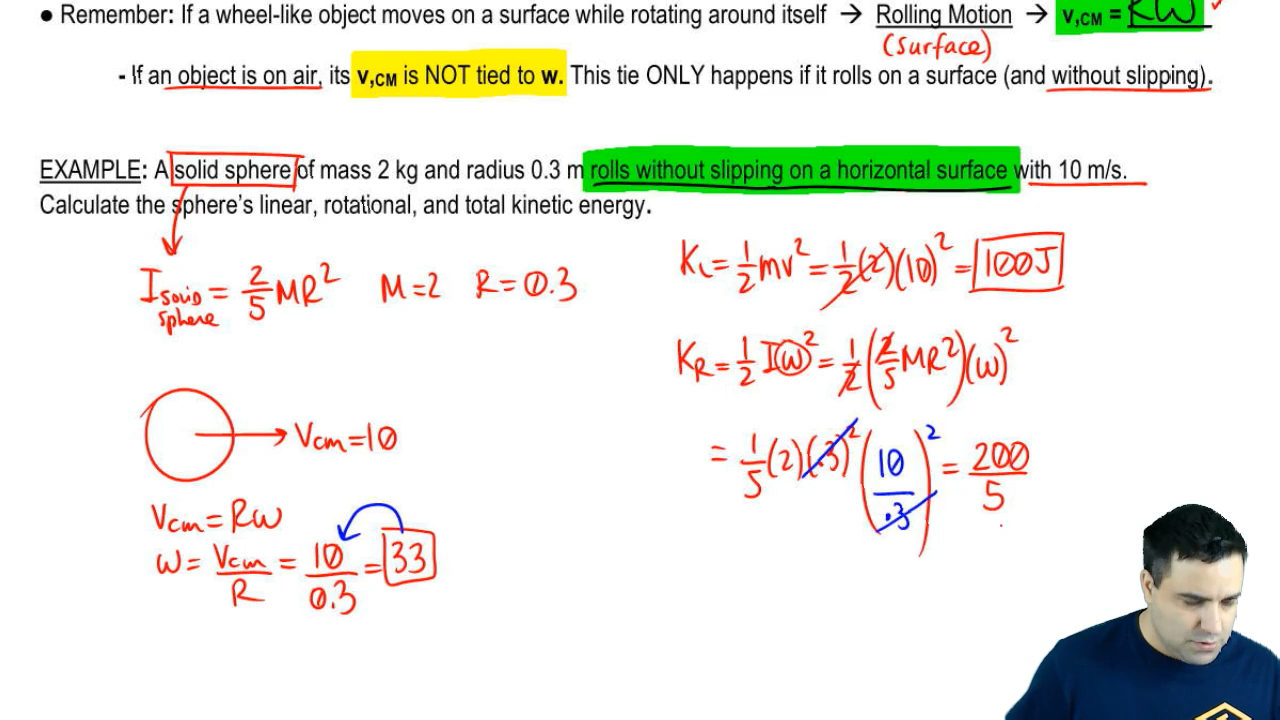 ● Remember: If a wheel-like object moves on a surface while rotating around itself → Rolling Motion → v,CM = Rω
(surface)
- If an object is on air, its v,CM is NOT tied to w. This tie ONLY happens if it rolls on a surface (and without slipping).
EXAMPLE: A solid sphere of mass 2 kg and radius 0.3 m rolls without slipping on a horizontal surface with 10 m/s.
Calculate the sphere's linear, rotational, and total kinetic energy.
I solid sphere = 2/5 MR² M=2 R=0.3
Vcm=10
Vcm=Rω
ω = Vcm/R = 10/0.3 = 33
KL = 1/2 mv² = 1/2 (2)(10)² = 100J
KR = 1/2 Iω² = 1/2 (2/5 MR²)(ω)²
= 1/5 (2)(.3)² (10/.3)² = 200/5